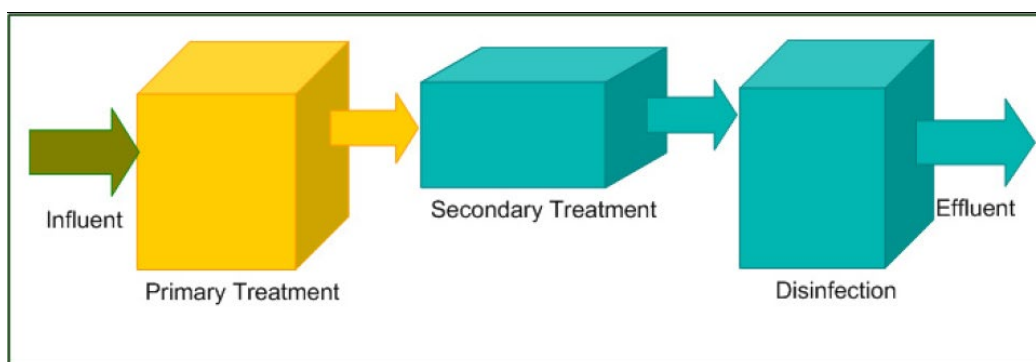 Influent
Primary Treatment
Secondary Treatment
Disinfection
Effluent